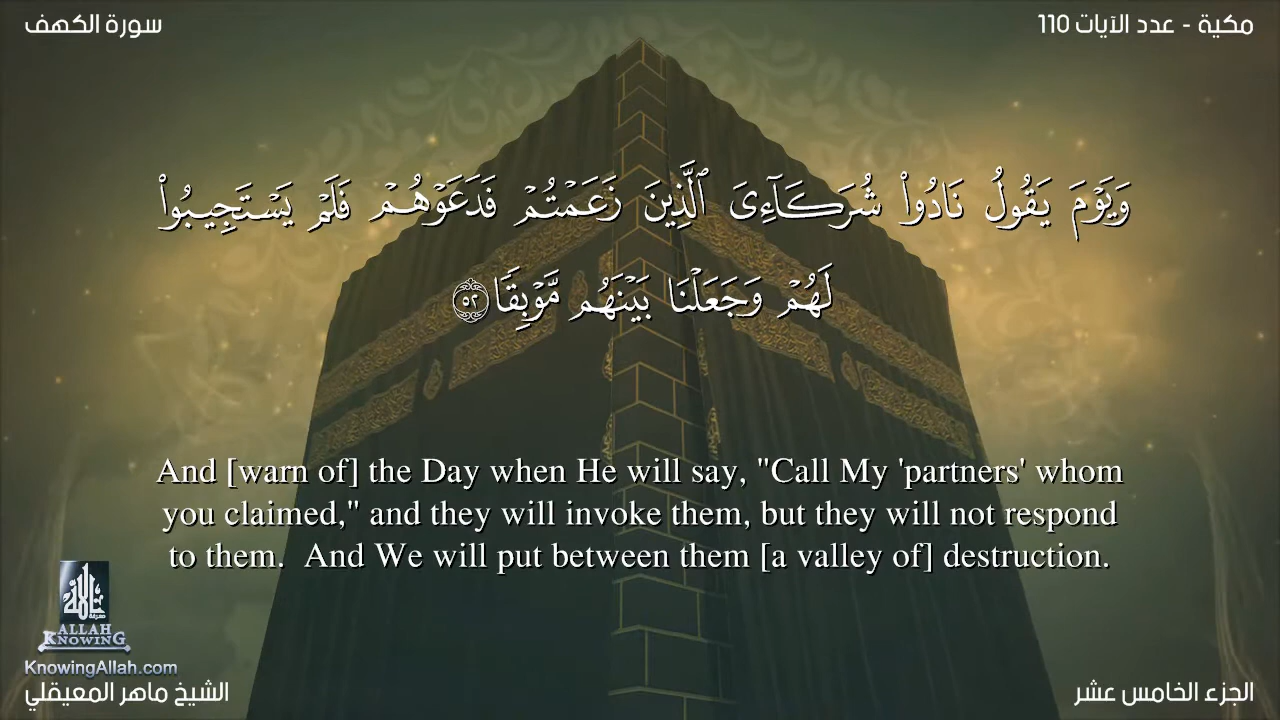 سورة الكهف
مكية - عدد الآيات 110
وَيَوْمَ يَقُولُ نَادُوا۟ شُرَكَآءِىَ ٱلَّذِينَ زَعَمْتُمْ فَدَعَوْهُمْ فَلَمْ يَسْتَجِيبُوا۟
لَهُمْ وَجَعَلْنَا بَيْنَهُم مَّوْبِقًا ٥٢
And [warn of] the Day when He will say, "Call My 'partners' whom
you claimed," and they will invoke them, but they will not respond
to them.  And We will put between them [a valley of] destruction.
ALLAH
KNOWING
KnowingAllah.com
الشيخ ماهر المعيقلي
الجزء الخامس عشر